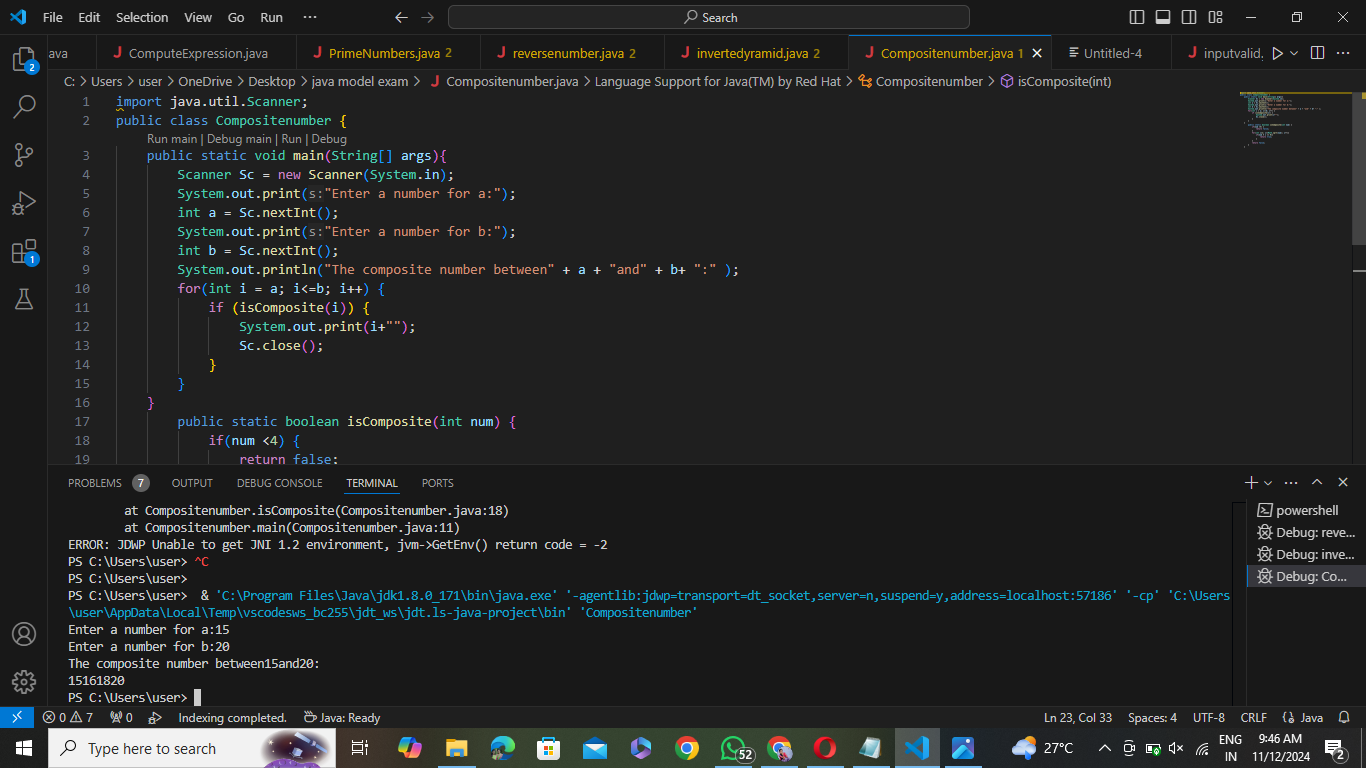 File Edit Selection View Go Run ··· Search
ava ComputeExpression.java PrimeNumbers.java 2 reversenumber.java 2 invertedyramid.java 2 Compositenumber.java 1 Untitled-4 inputvalid.
C: > Users > user > OneDrive > Desktop > java model exam > Compositenumber.java > Language Support for Java(TM) by Red Hat > Compositenumber > isComposite(int)
1 import java.util.Scanner;
2 public class Compositenumber {
Run main | Debug main | Run | Debug
3 public static void main(String[] args){
4 Scanner Sc = new Scanner(System.in);
5 System.out.print(s:"Enter a number for a:");
6 int a = Sc.nextInt();
7 System.out.print(s:"Enter a number for b:");
8 int b = Sc.nextInt();
9 System.out.println("The composite number between" + a + "and" + b+ ":" );
10 for(int i = a; i<=b; i++) {
11 if (isComposite(i)) {
12 System.out.print(i+"");
13 Sc.close();
14 }
15 }
16 }
17 public static boolean isComposite(int num) {
18 if(num <4) {
19 return false;
PROBLEMS 7 OUTPUT DEBUG CONSOLE TERMINAL PORTS
at Compositenumber.isComposite(Compositenumber.java:18)
at Compositenumber.main(Compositenumber.java:11)
ERROR: JDWP Unable to get JNI 1.2 environment, jvm->GetEnv() return code = -2
PS C:\Users\user> ^C
PS C:\Users\user>
PS C:\Users\user> & 'C:\Program Files\Java\jdk1.8.0_171\bin\java.exe' '-agentlib:jdwp=transport=dt_socket,server=n,suspend=y,address=localhost:57186' '-cp' 'C:\Users
\user\AppData\Local\Temp\vscodesws_bc255\jdt_ws\jdt.ls-java-project\bin' 'Compositenumber'
Enter a number for a:15
Enter a number for b:20
The composite number between15and20:
15161820
PS C:\Users\user>
powershell
Debug: reve...
Debug: inve...
Debug: Co...
2
1
0 7 0 Indexing completed. Java: Ready Ln 23, Col 33 Spaces: 4 UTF-8 CRLF {} Java
Type here to search 52 27°C ENG IN 9:46 AM 11/12/2024 2